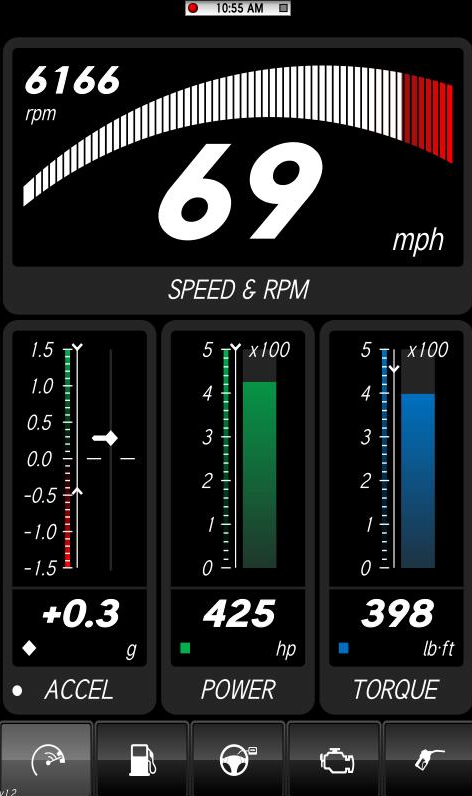 10:55 AM
6166
rpm
69
mph
SPEED & RPM
1.5
1.0
0.5
0.0
-0.5
-1.0
-1.5
+0.3
g
ACCEL
5 x100
4
3
2
1
0
425
hp
POWER
5 x100
4
3
2
1
0
398
lb·ft
TORQUE